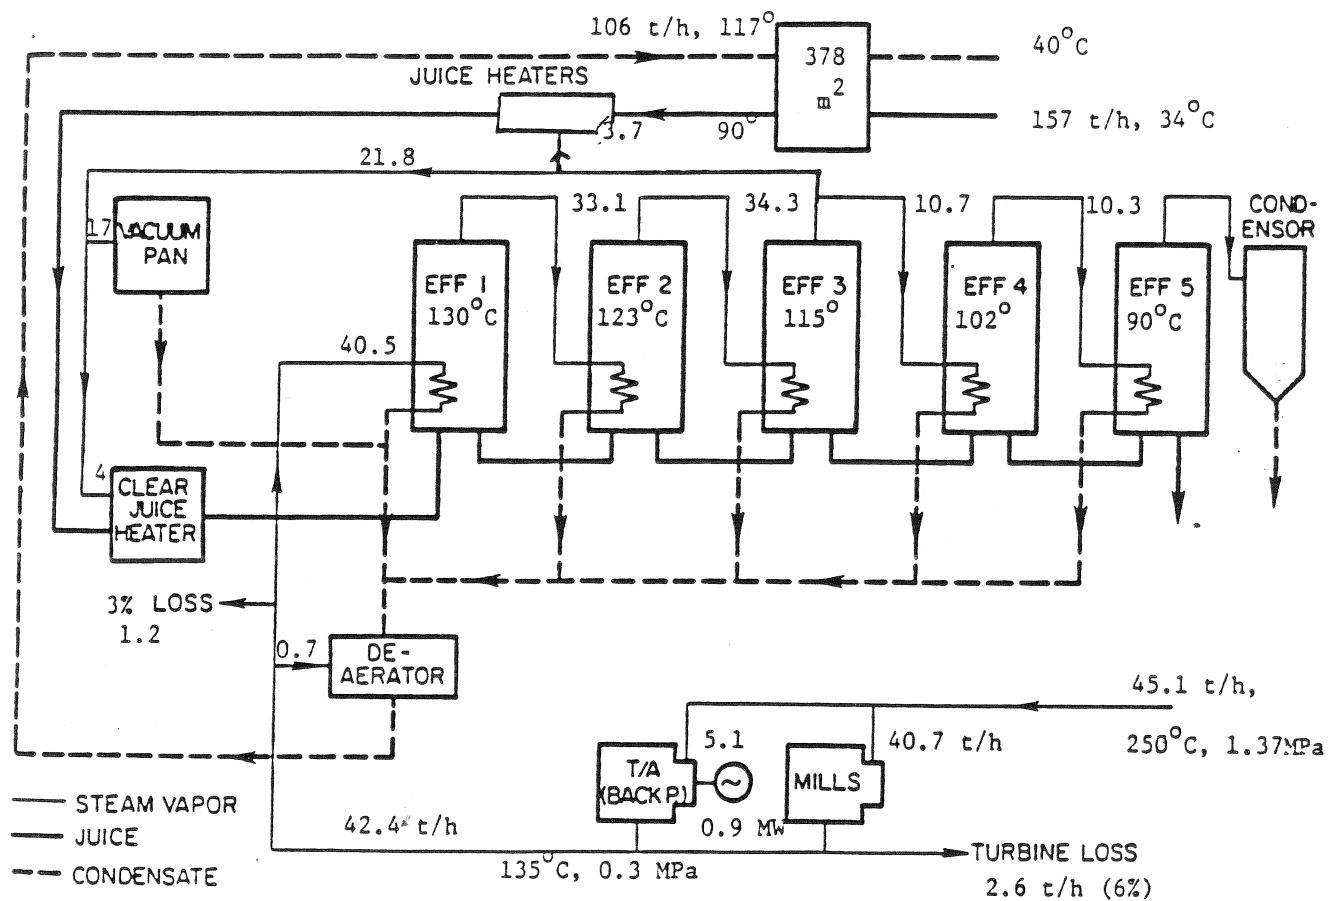 106 t/h, 117°
378
m²
40°C
JUICE HEATERS
3.7
90°
157 t/h, 34°C
21.8
17
VACUUM
PAN
33.1
34.3
10.7
10.3
COND-
ENSOR
EFF 1
130°C
EFF 2
123°C
EFF 3
115°
EFF 4
102°
EFF 5
90°C
40.5
4
CLEAR
JUICE
HEATER
3% LOSS
1.2
0.7
DE-
AERATOR
45.1 t/h,
250°C, 1.37MPa
5.1
40.7 t/h
T/A
(BACK P.)
~
MILLS
0.9 MW
STEAM VAPOR
JUICE
CONDENSATE
42.4 t/h
135°C, 0.3 MPa
TURBINE LOSS
2.6 t/h (6%)